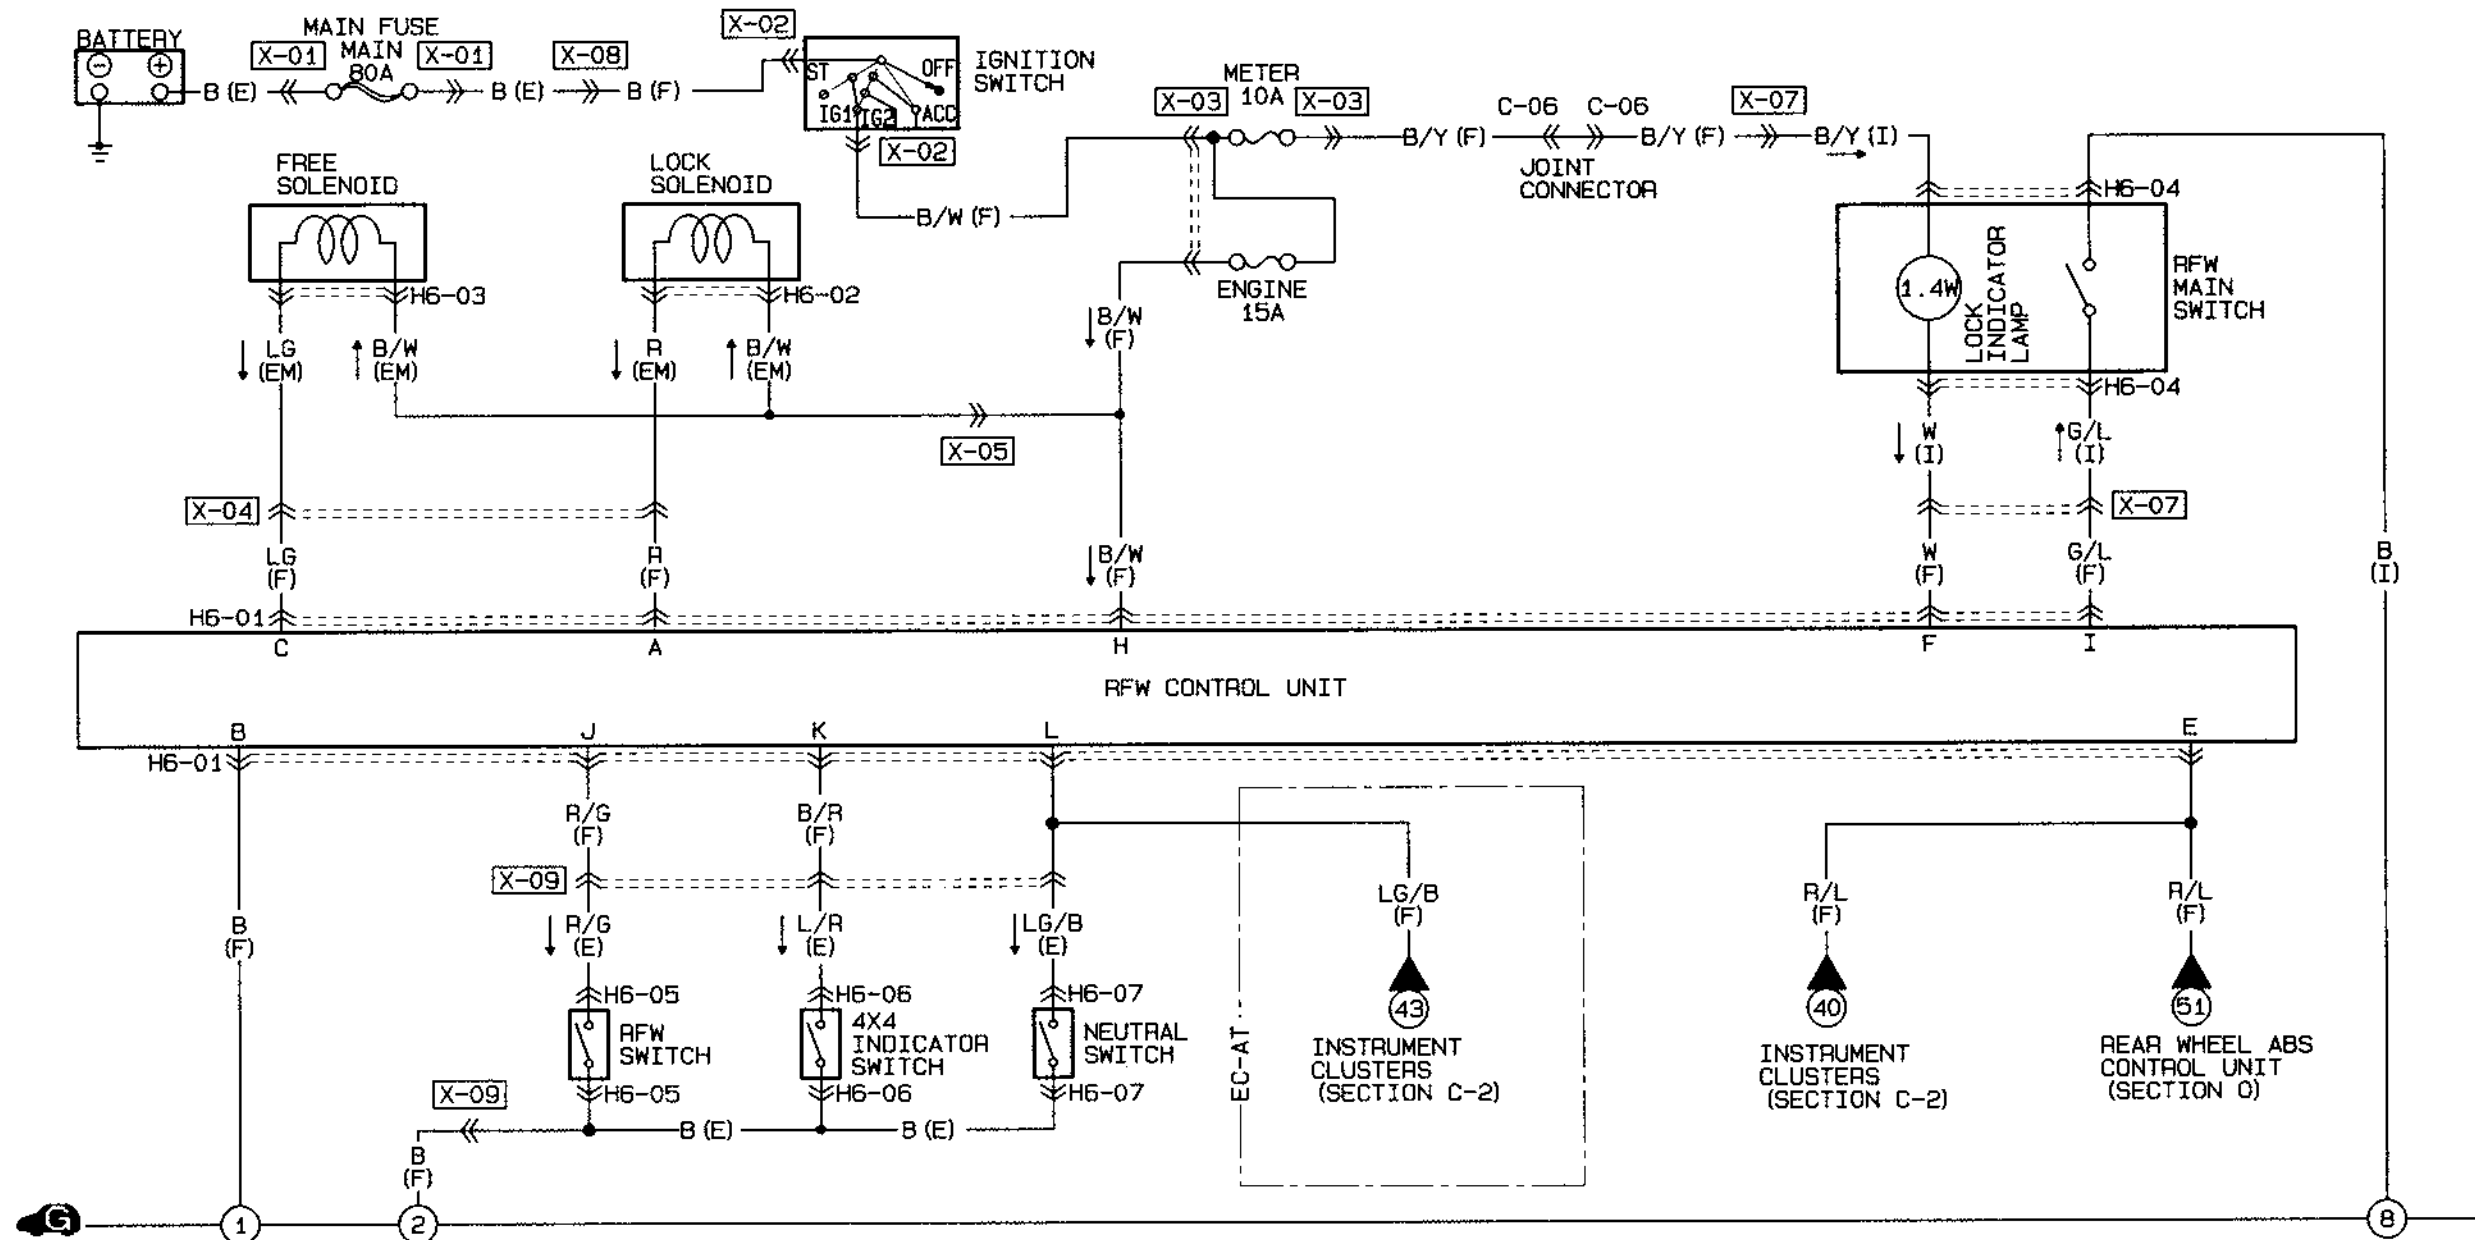 X-02
MAIN FUSE
BATTERY
X-01
MAIN
80A
X-01
X-08
− +
B (E)
B (E)
B (F)
ST
OFF
IG1
IG2
ACC
IGNITION
SWITCH
X-02
METER
10A
X-03
X-03
C-06
C-06
X-07
B/Y (F)
B/Y (F)
B/Y (I)
JOINT
CONNECTOR
FREE
SOLENOID
LOCK
SOLENOID
B/W (F)
H6-04
H6-03
H6-02
ENGINE
15A
1.4W
LOCK
INDICATOR
LAMP
RFW
MAIN
SWITCH
LG
(EM)
B/W
(EM)
R
(EM)
B/W
(EM)
B/W
(F)
H6-04
X-05
W
(I)
G/L
(I)
X-04
X-07
LG
(F)
R
(F)
B/W
(F)
W
(F)
G/L
(F)
B
(I)
H6-01
C
A
H
F
I
RFW CONTROL UNIT
B
J
K
L
E
H6-01
R/G
(F)
B/R
(F)
X-09
LG/B
(F)
R/L
(F)
R/L
(F)
B
(F)
R/G
(E)
L/R
(E)
LG/B
(E)
H6-05
H6-06
H6-07
43
40
51
RFW
SWITCH
4X4
INDICATOR
SWITCH
NEUTRAL
SWITCH
EC-AT
INSTRUMENT
CLUSTERS
(SECTION C-2)
INSTRUMENT
CLUSTERS
(SECTION C-2)
REAR WHEEL ABS
CONTROL UNIT
(SECTION O)
X-09
H6-05
H6-06
H6-07
B (E)
B (E)
B
(F)
G
1
2
8